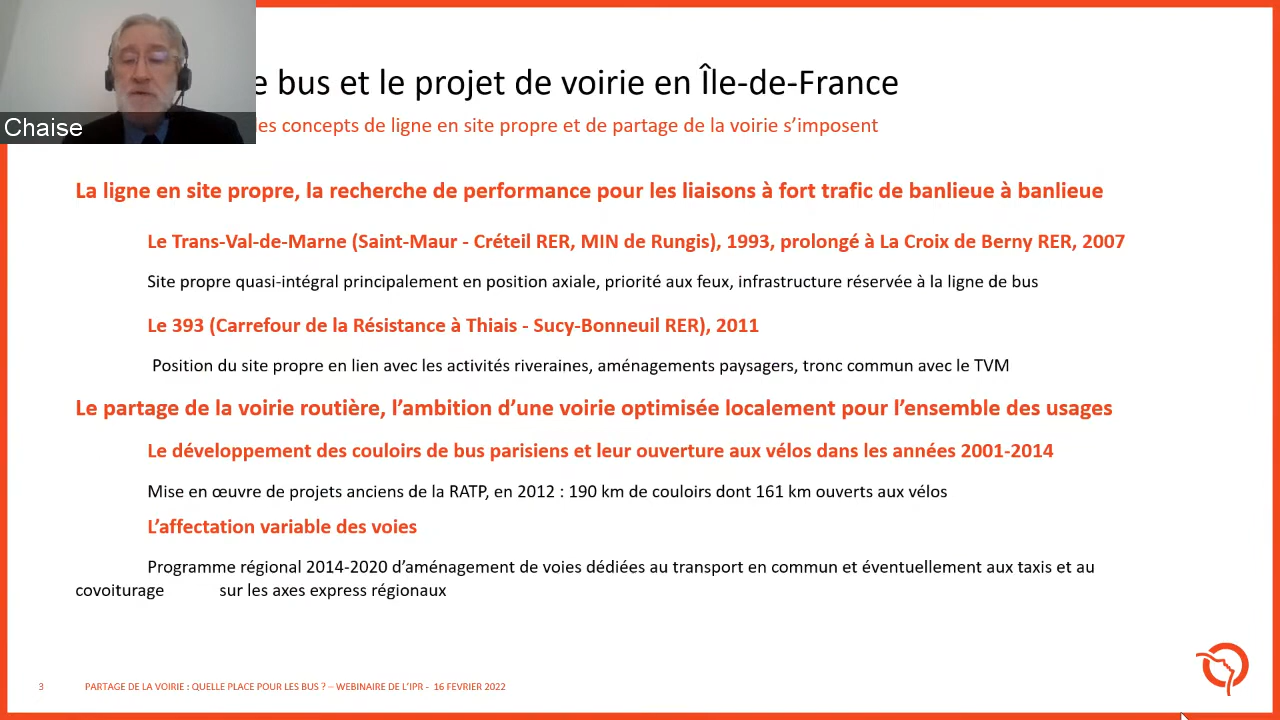 bus et le projet de voirie en Île-de-France
Chaise
concepts de ligne en site propre et de partage de la voirie s’imposent
La ligne en site propre, la recherche de performance pour les liaisons à fort trafic de banlieue à banlieue
Le Trans-Val-de-Marne (Saint-Maur - Créteil RER, MIN de Rungis), 1993, prolongé à La Croix de Berny RER, 2007
Site propre quasi-intégral principalement en position axiale, priorité aux feux, infrastructure réservée à la ligne de bus
Le 393 (Carrefour de la Résistance à Thiais - Sucy-Bonneuil RER), 2011
Position du site propre en lien avec les activités riveraines, aménagements paysagers, tronc commun avec le TVM
Le partage de la voirie routière, l’ambition d’une voirie optimisée localement pour l’ensemble des usages
Le développement des couloirs de bus parisiens et leur ouverture aux vélos dans les années 2001-2014
Mise en œuvre de projets anciens de la RATP, en 2012 : 190 km de couloirs dont 161 km ouverts aux vélos
L’affectation variable des voies
Programme régional 2014-2020 d’aménagement de voies dédiées au transport en commun et éventuellement aux taxis et au
covoiturage sur les axes express régionaux
3 PARTAGE DE LA VOIRIE : QUELLE PLACE POUR LES BUS ? – WEBINAIRE DE L’IPR - 16 FEVRIER 2022